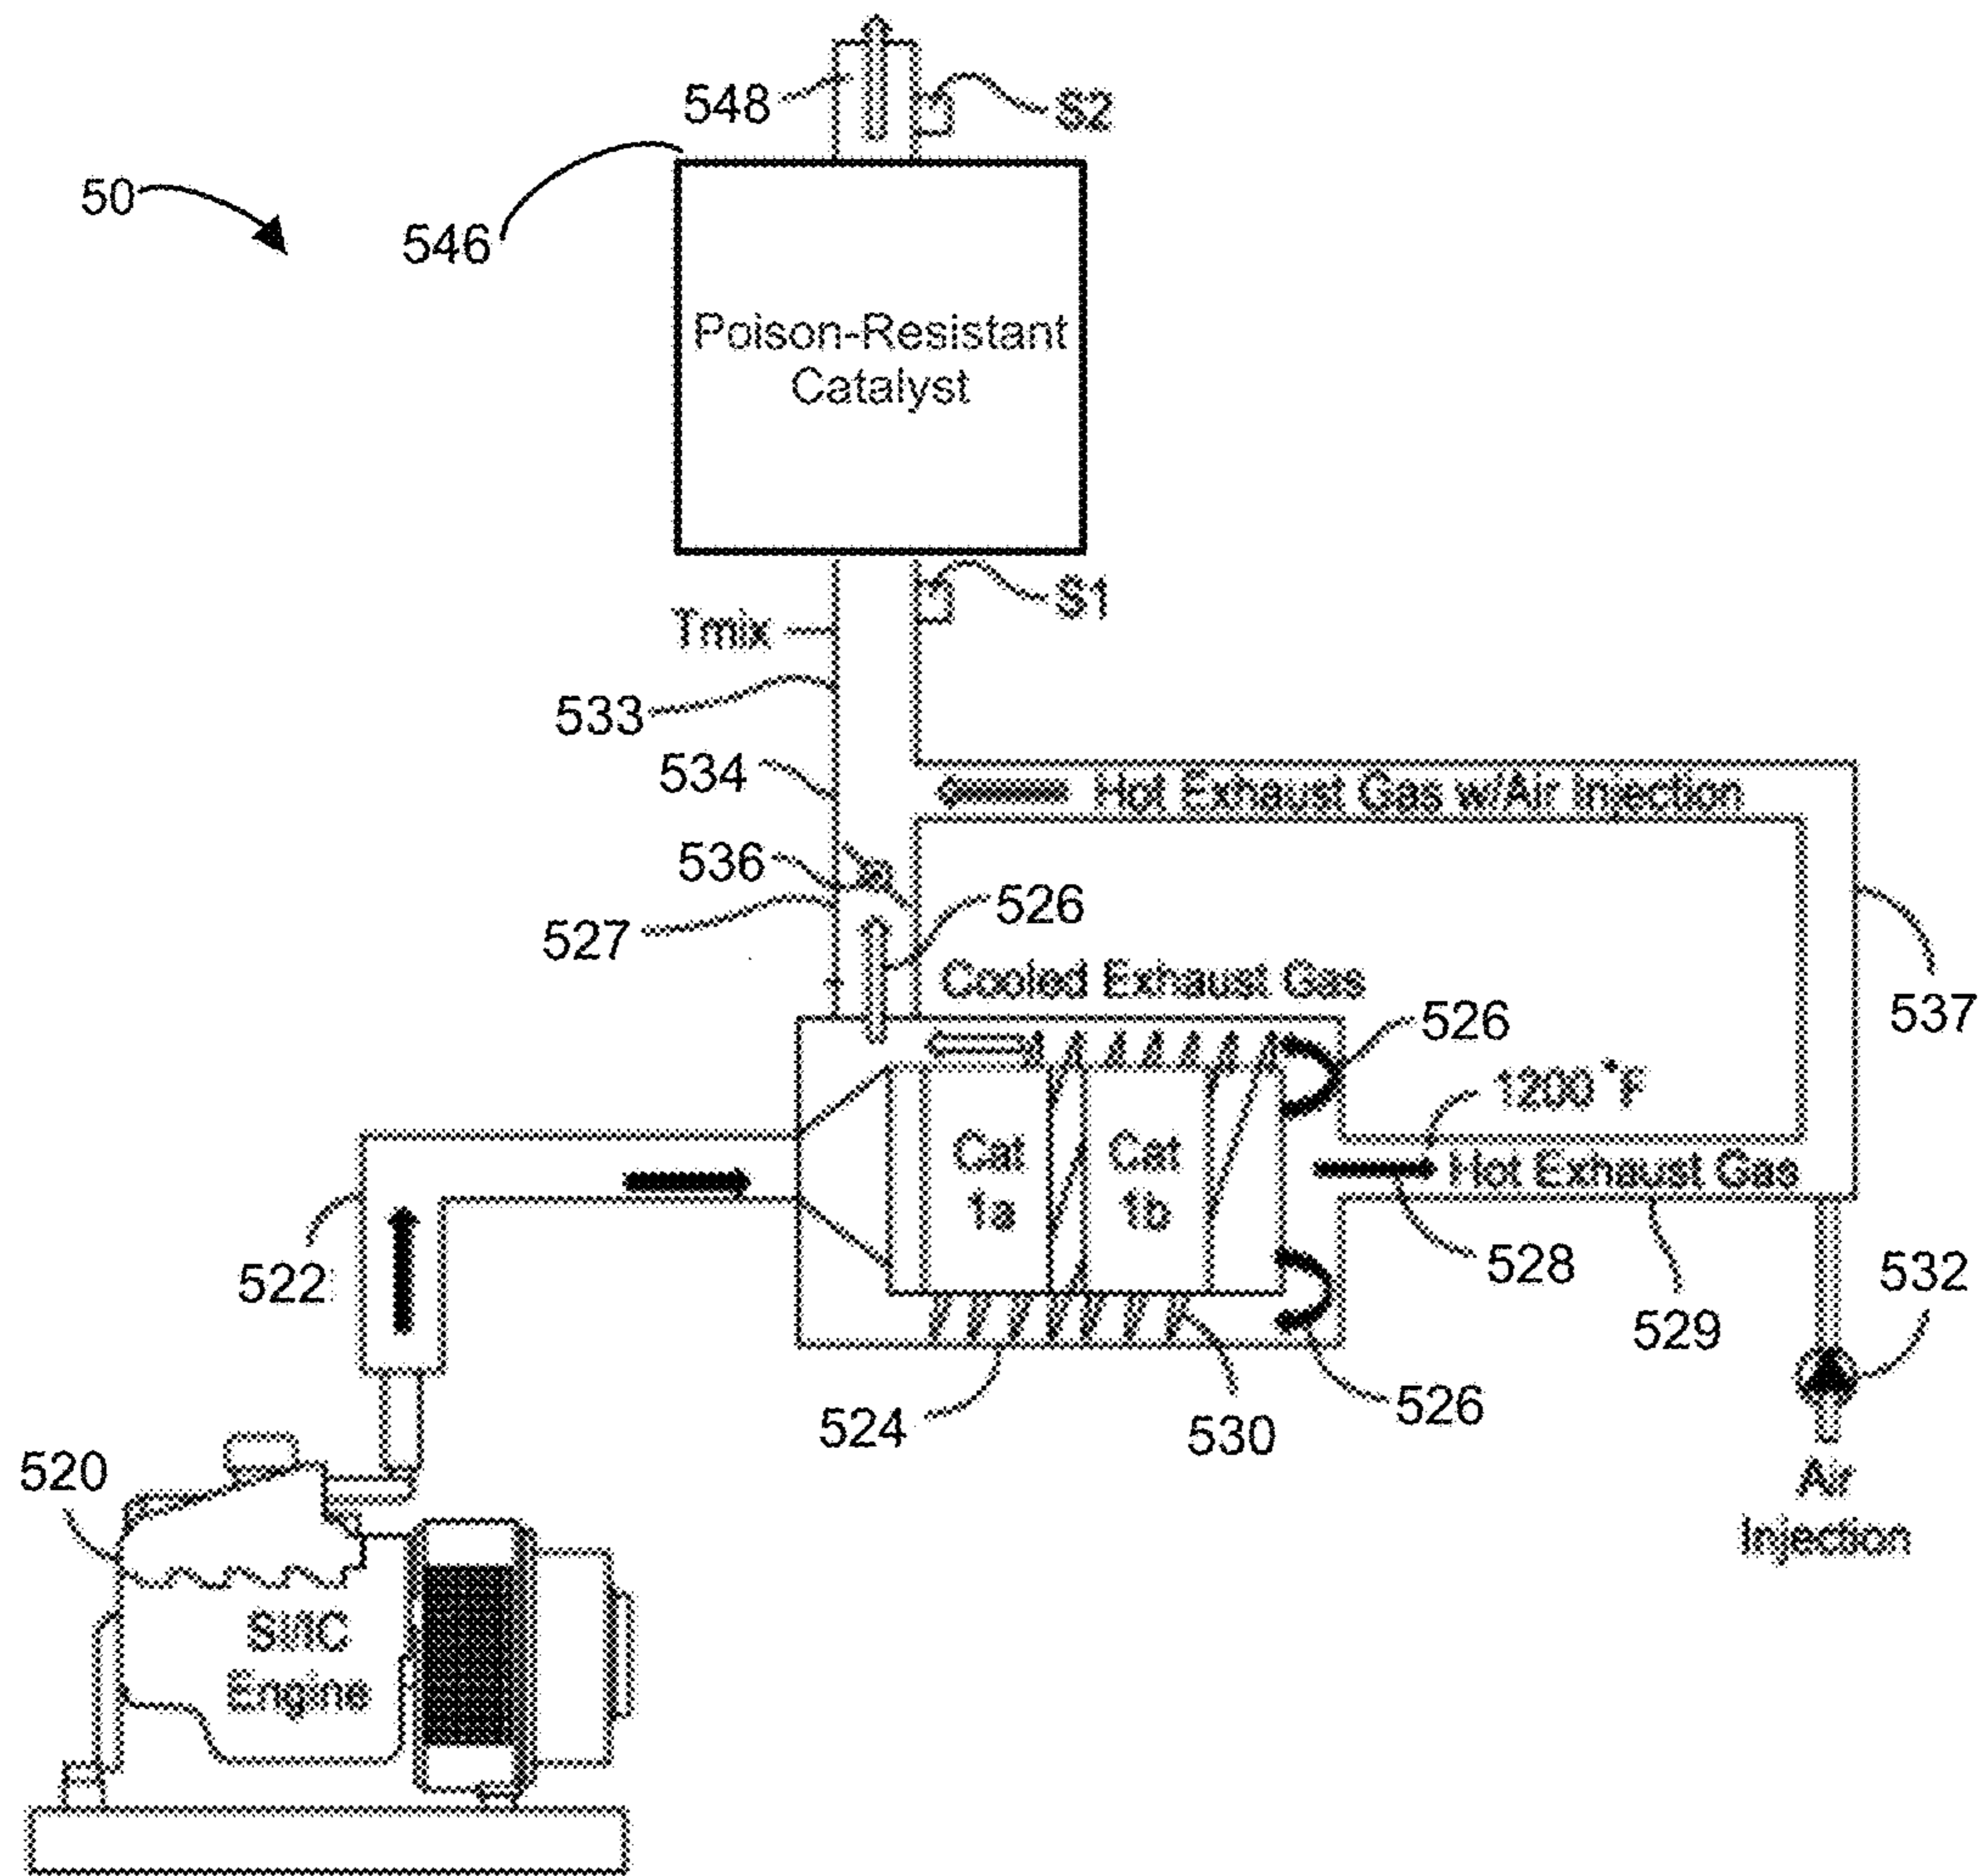 548
S2
50
546
Poison-Resistant
Catalyst
S1
Tmix
533
534
Hot Exhaust Gas w/Air Injection
536
526
527
Cooled Exhaust Gas
537
526
1200 °F
Cat
1a
Cat
1b
Hot Exhaust Gas
522
528
532
529
524
530
526
520
Air
Injection
SI/IC
Engine